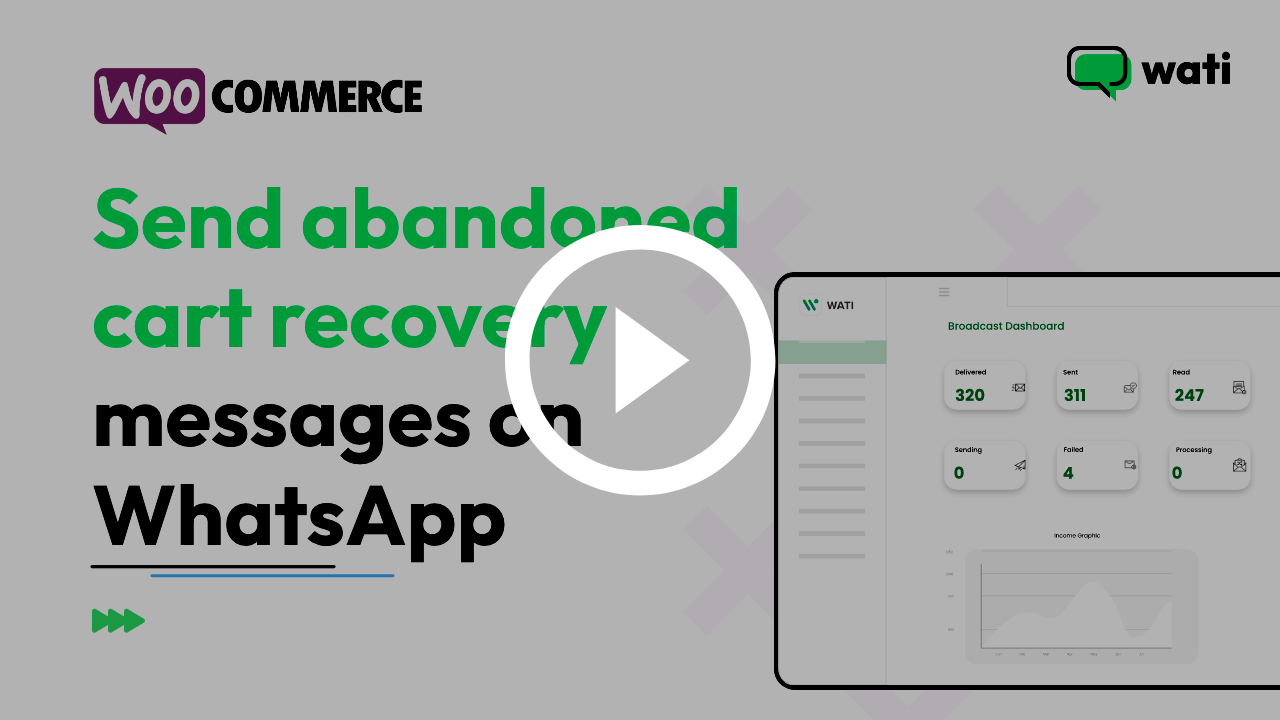 WOO COMMERCE
wati
Send abandoned
cart recovery
messages on
WhatsApp
WATI
Broadcast Dashboard
Delivered
320
Sent
311
Read
247
Sending
0
Failed
4
Processing
0
Income Graphic